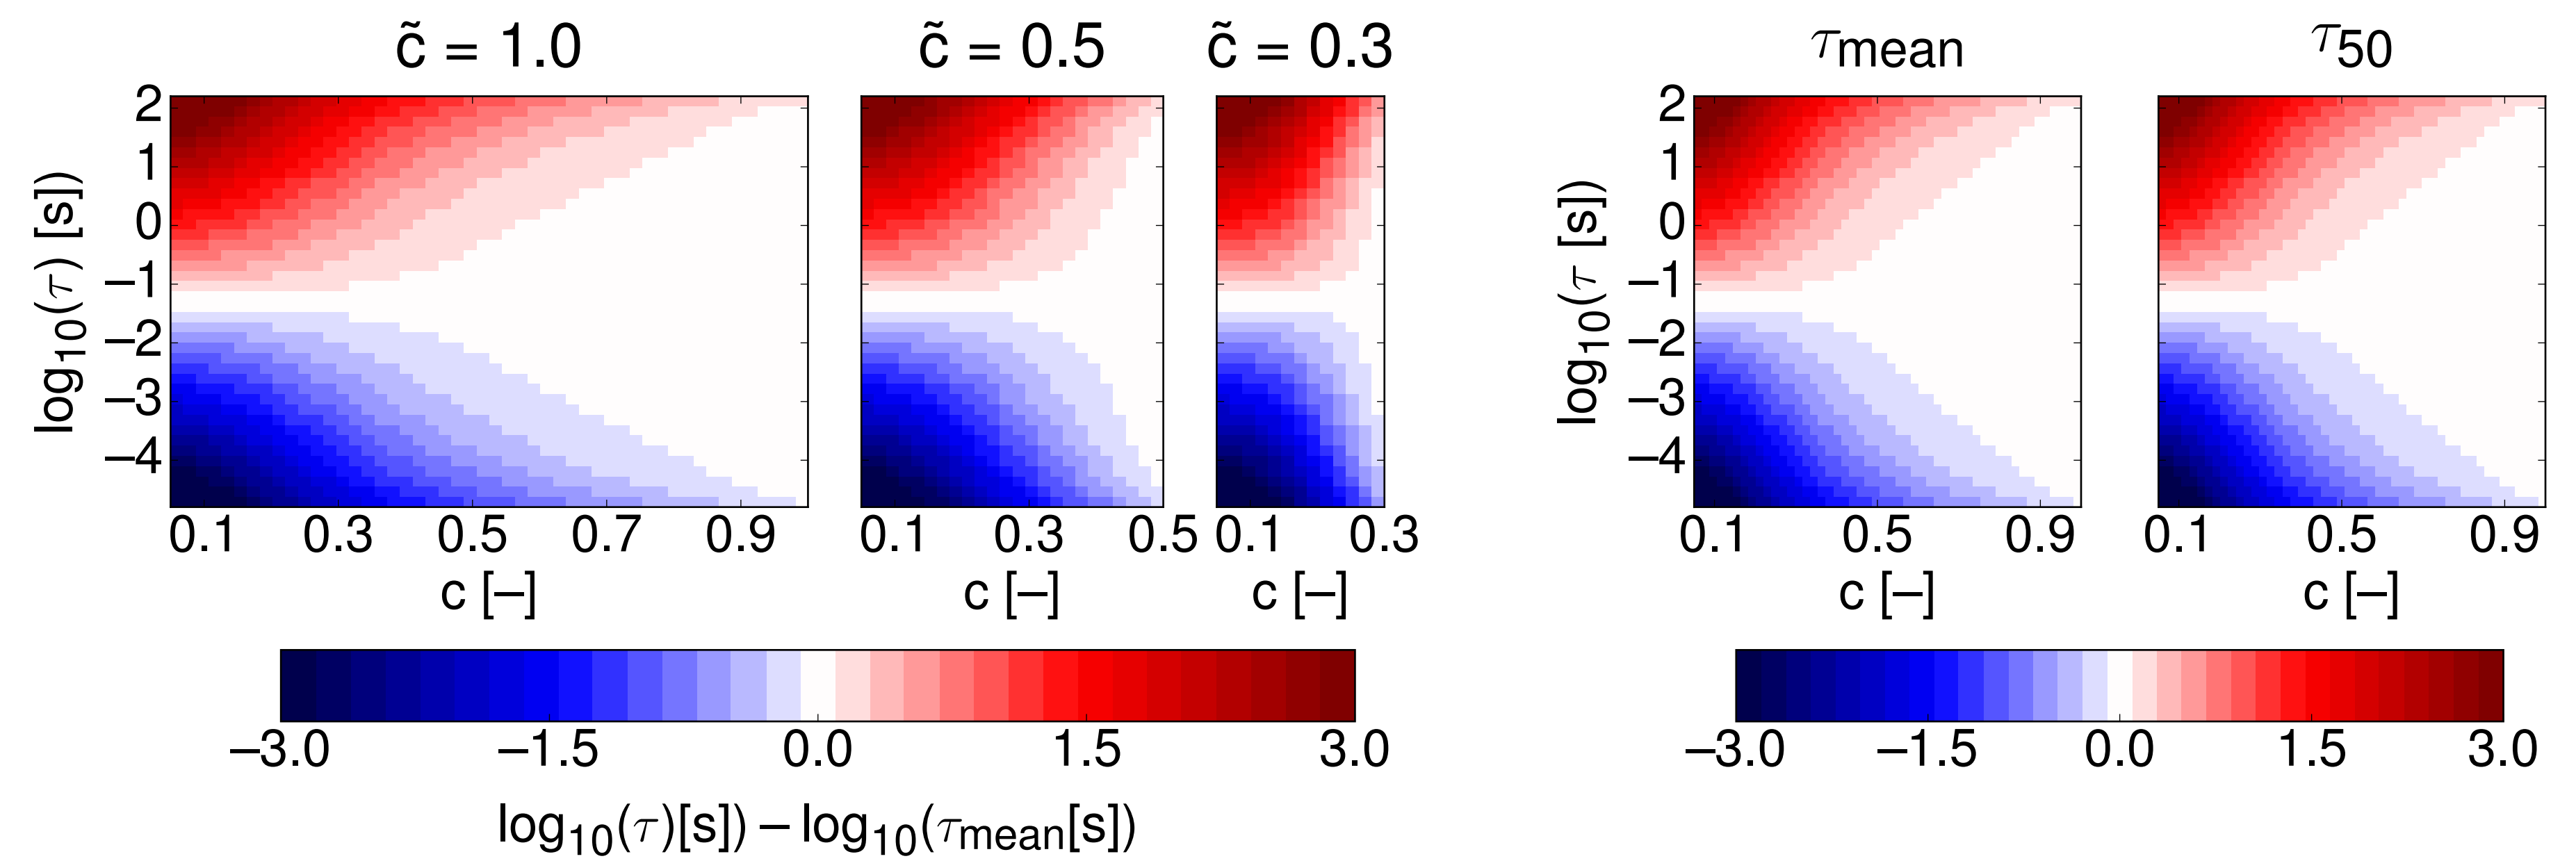 c̃ = 1.0 c̃ = 0.5 c̃ = 0.3 τmean τ50
log10(τ) [s])
2
1
0
−1
−2
−3
−4
0.1 0.3 0.5 0.7 0.9
c [−]
0.1 0.3 0.5
c [−]
0.1 0.3
c [−]
−3.0 −1.5 0.0 1.5 3.0
log10(τ)[s]) − log10(τmean[s])
log10(τ [s])
2
1
0
−1
−2
−3
−4
0.1 0.5 0.9
c [−]
0.1 0.5 0.9
c [−]
−3.0 −1.5 0.0 1.5 3.0